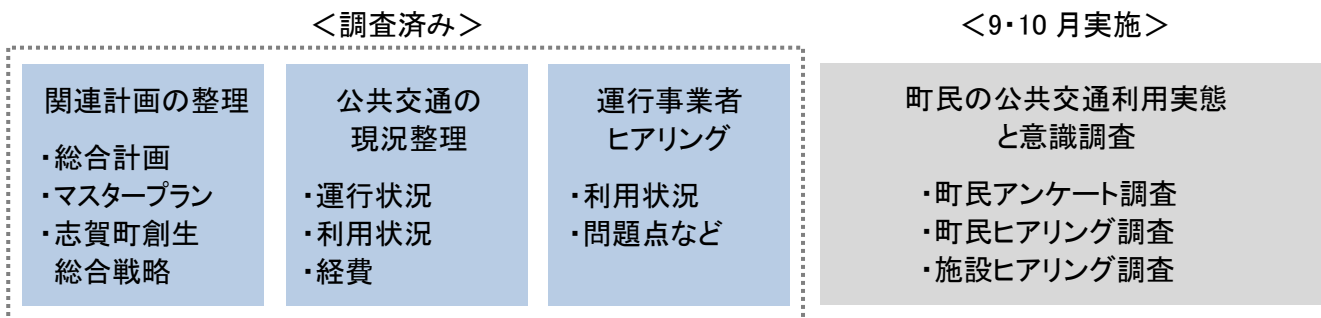 ＜調査済み＞
関連計画の整理
・総合計画
・マスタープラン
・志賀町創生
総合戦略
公共交通の
現況整理
・運行状況
・利用状況
・経費
運行事業者
ヒアリング
・利用状況
・問題点など
＜9・10 月実施＞
町民の公共交通利用実態
と意識調査
・町民アンケート調査
・町民ヒアリング調査
・施設ヒアリング調査